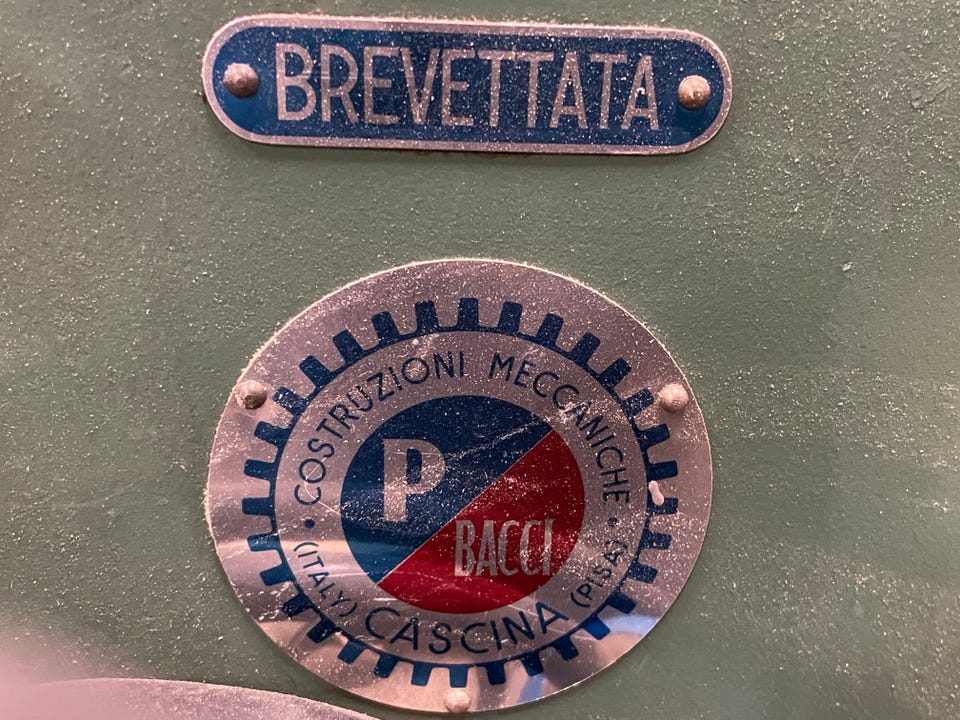 BREVETTATA
COSTRUZIONI MECCANICHE
P
BACCI
(ITALY) CASCINA (PISA)